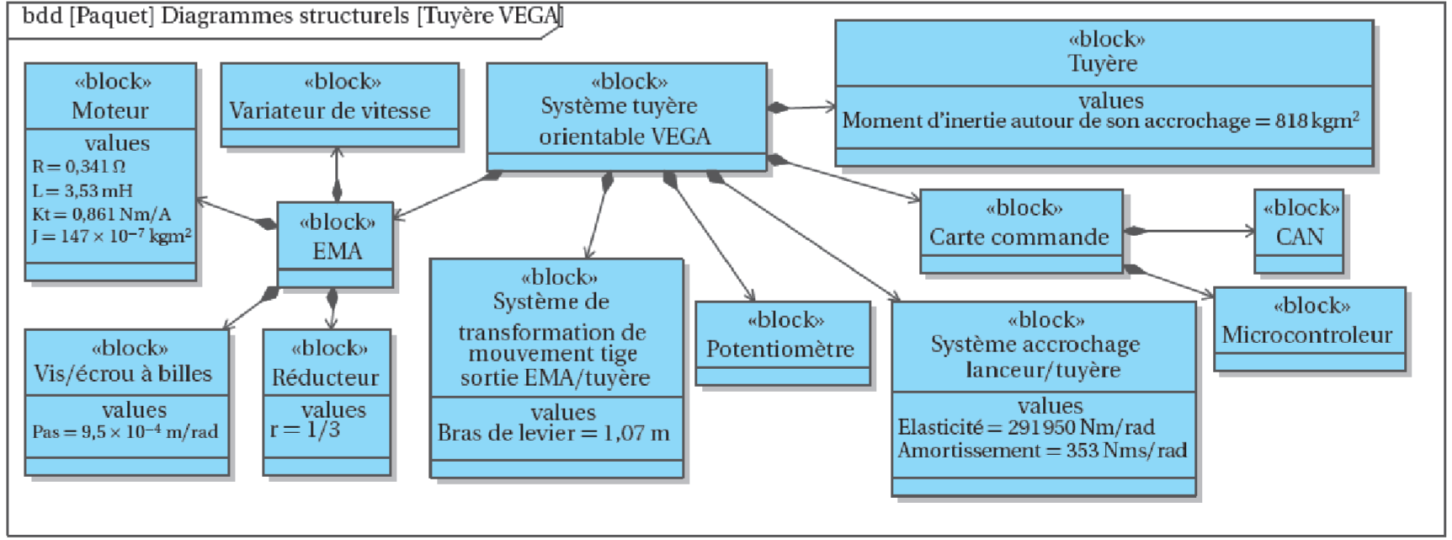 bdd [Paquet] Diagrammes structurels [Tuyère VEGA]
«block»
Moteur
values
R = 0,341 Ω
L = 3,53 mH
Kt = 0,861 Nm/A
J = 147 × 10⁻⁷ kgm²
«block»
Variateur de vitesse
«block»
Système tuyère
orientable VEGA
«block»
Tuyère
values
Moment d'inertie autour de son accrochage = 818 kgm²
«block»
EMA
«block»
Carte commande
«block»
CAN
«block»
Vis/écrou à billes
values
Pas = 9,5 × 10⁻⁴ m/rad
«block»
Réducteur
values
r = 1/3
«block»
Système de
transformation de
mouvement tige
sortie EMA/tuyère
values
Bras de levier = 1,07 m
«block»
Potentiomètre
«block»
Système accrochage
lanceur/tuyère
values
Elasticité = 291 950 Nm/rad
Amortissement = 353 Nms/rad
«block»
Microcontroleur